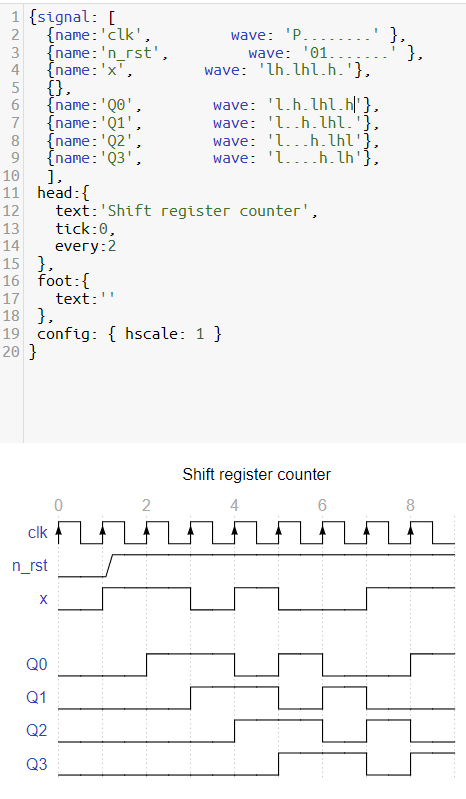 1 {signal: [
2   {name:'clk',          wave: 'P........' },
3   {name:'n_rst',         wave: '01.......' },
4   {name:'x',        wave: 'lh.lhl.h.'},
5   {},
6   {name:'Q0',        wave: 'l.h.lhl.h'},
7   {name:'Q1',        wave: 'l..h.lhl.'},
8   {name:'Q2',        wave: 'l...h.lhl'},
9   {name:'Q3',        wave: 'l....h.lh'},
10   ],
11  head:{
12    text:'Shift register counter',
13    tick:0,
14    every:2
15  },
16  foot:{
17    text:''
18  },
19  config: { hscale: 1 }
20 }
Shift register counter
0 2 4 6 8
clk
n_rst
x
Q0
Q1
Q2
Q3